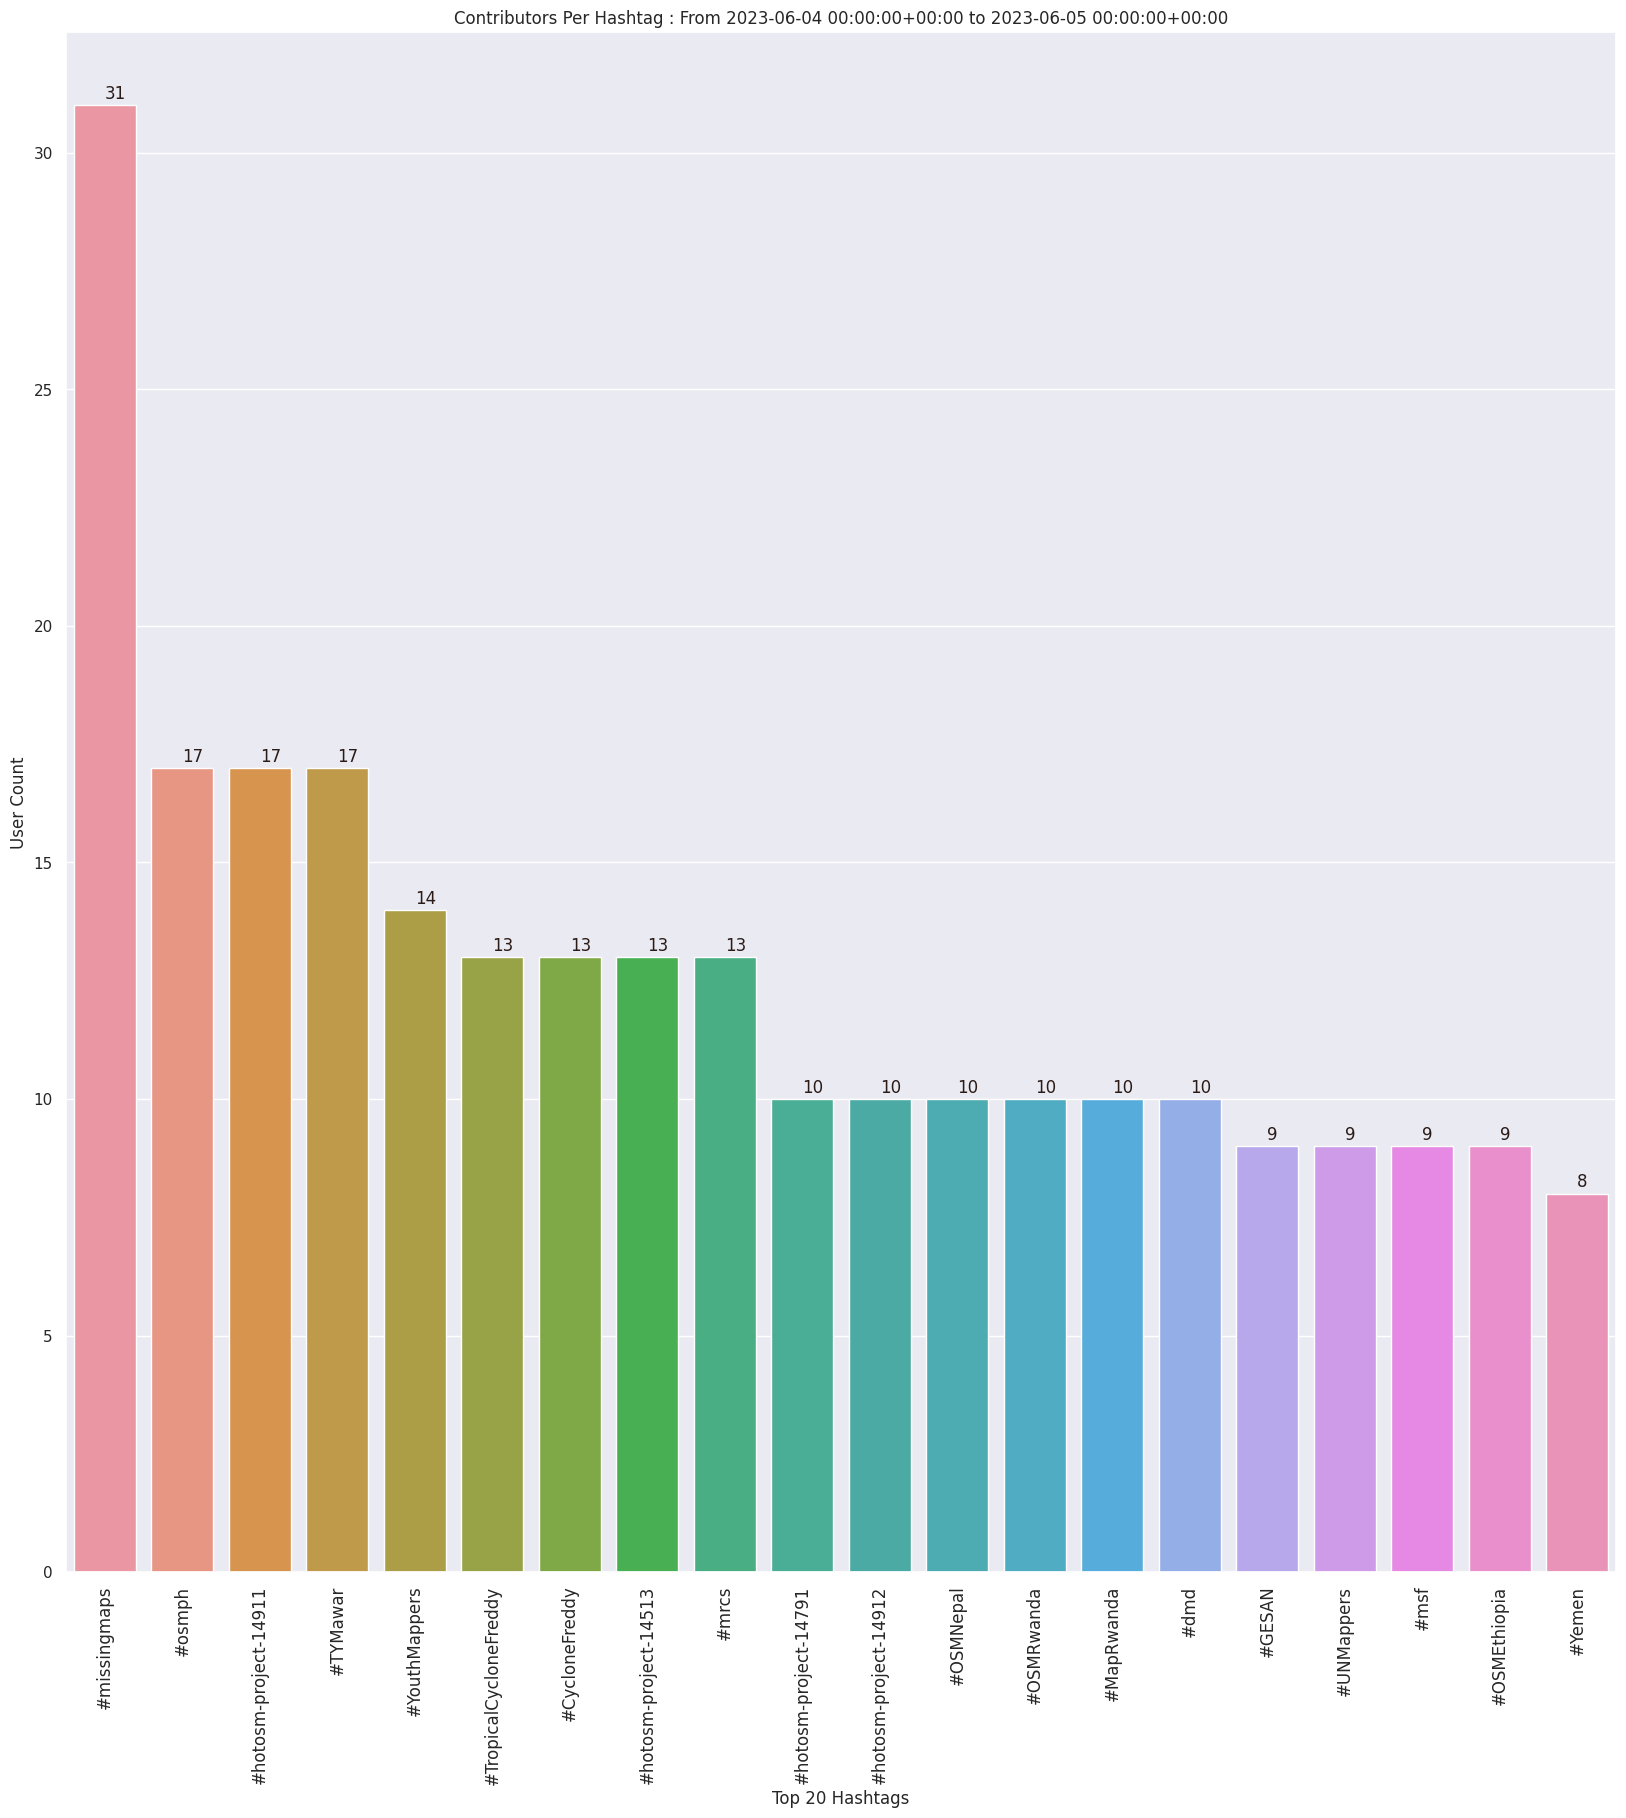 Contributors Per Hashtag : From 2023-06-04 00:00:00+00:00 to 2023-06-05 00:00:00+00:00
31
30
25
20
17
17
17
User Count
15
14
13
13
13
13
10
10
10
10
10
10
10
9
9
9
9
8
5
0
#missingmaps
#osmph
#hotosm-project-14911
#TYMawar
#YouthMappers
#TropicalCycloneFreddy
#CycloneFreddy
#hotosm-project-14513
#mrcs
#hotosm-project-14791
#hotosm-project-14912
#OSMNepal
#OSMRwanda
#MapRwanda
#dmd
#GESAN
#UNMappers
#msf
#OSMEthiopia
#Yemen
Top 20 Hashtags